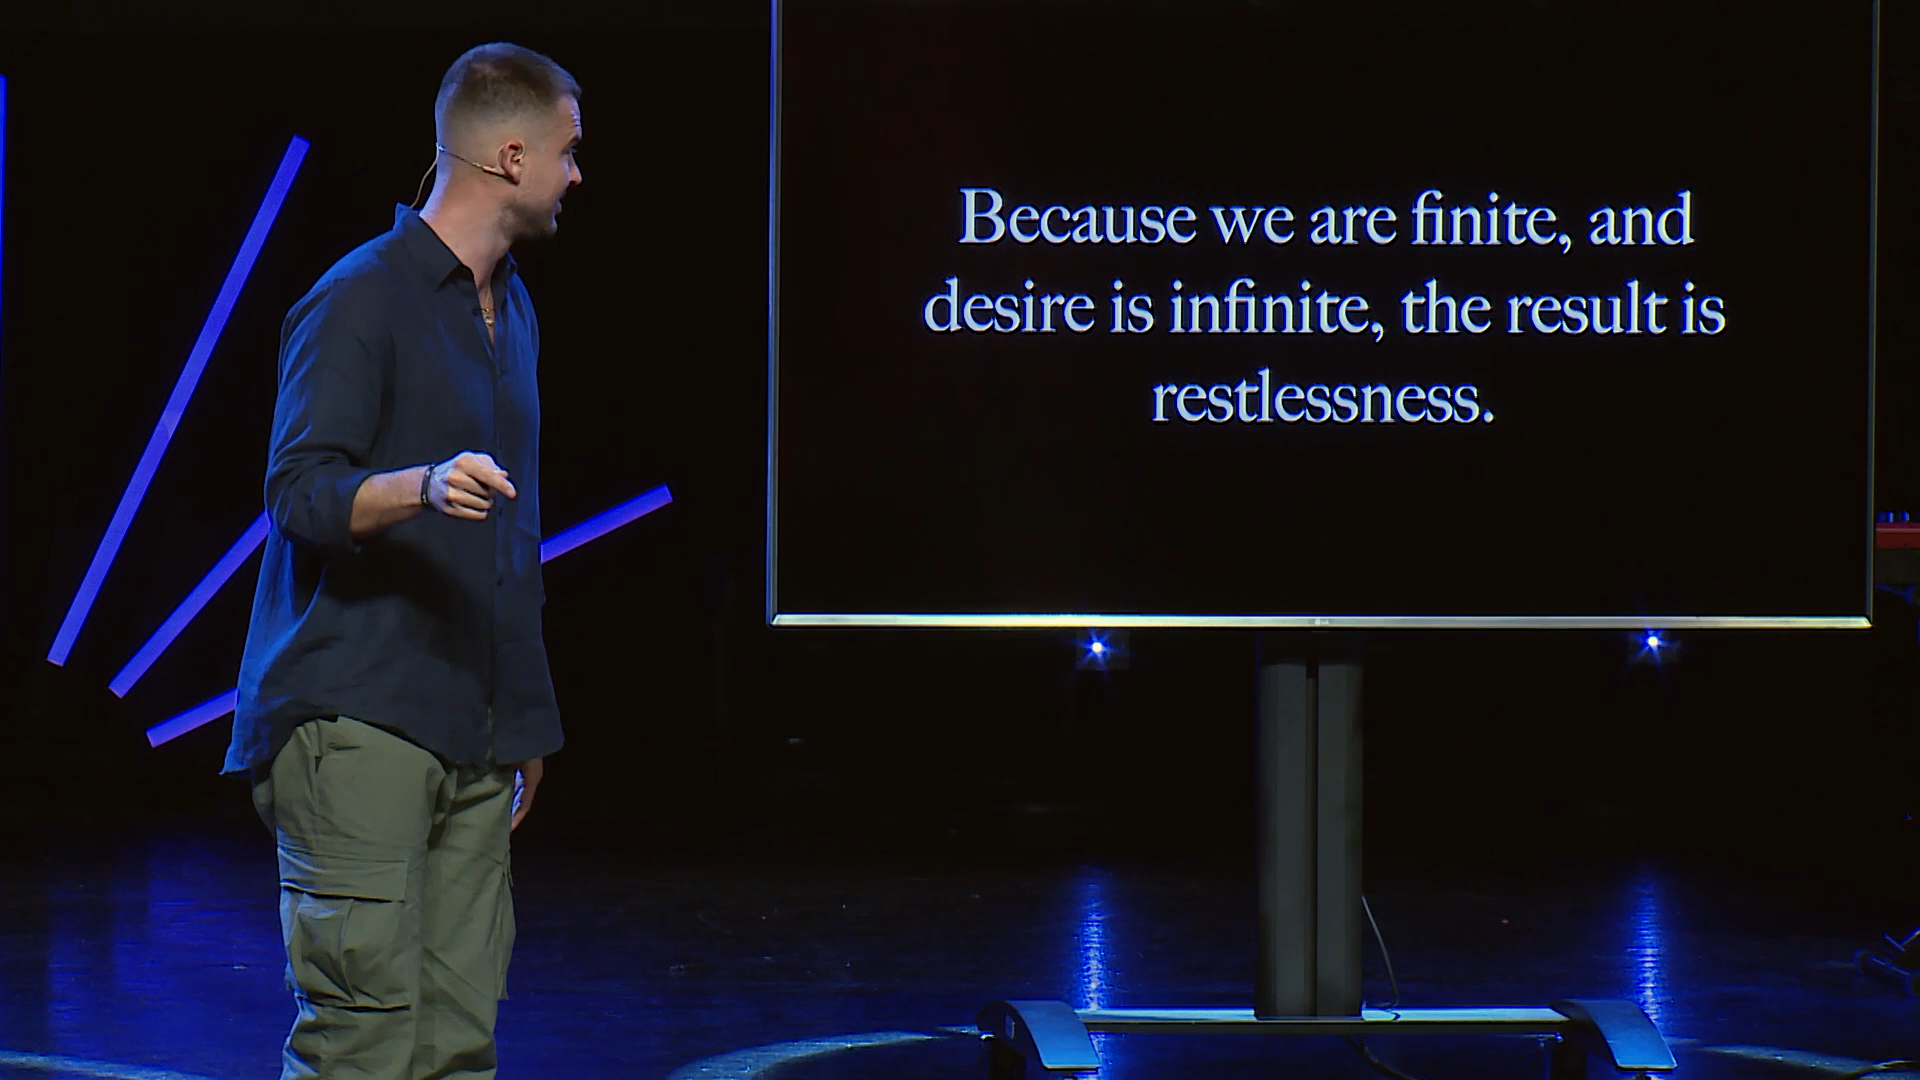 Because we are finite, and
desire is infinite, the result is
restlessness.